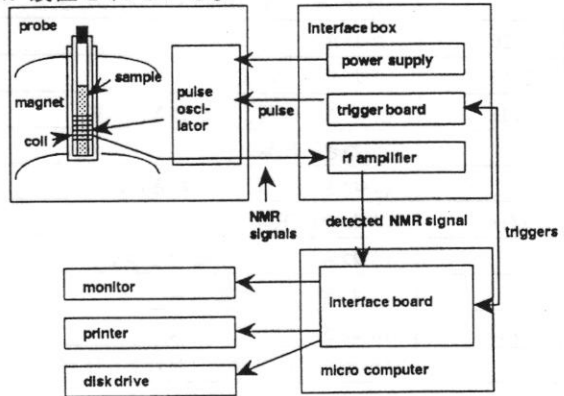 probe
sample
magnet
coil
pulse
osci-
lator
pulse
Interface box
power supply
trigger board
rf amplifier
NMR
signals
detected NMR signal
triggers
interface board
micro computer
monitor
printer
disk drive